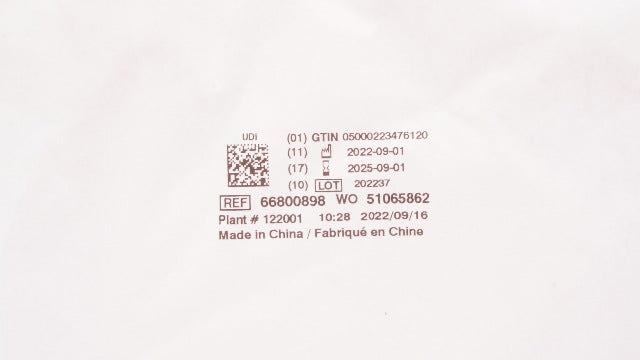 UDI
(01) GTIN 05000223476120
(11) 2022-09-01
(17) 2025-09-01
(10) LOT 202237
REF 66800898 WO 51065862
Plant # 122001 10:28 2022/09/16
Made in China / Fabriqué en Chine